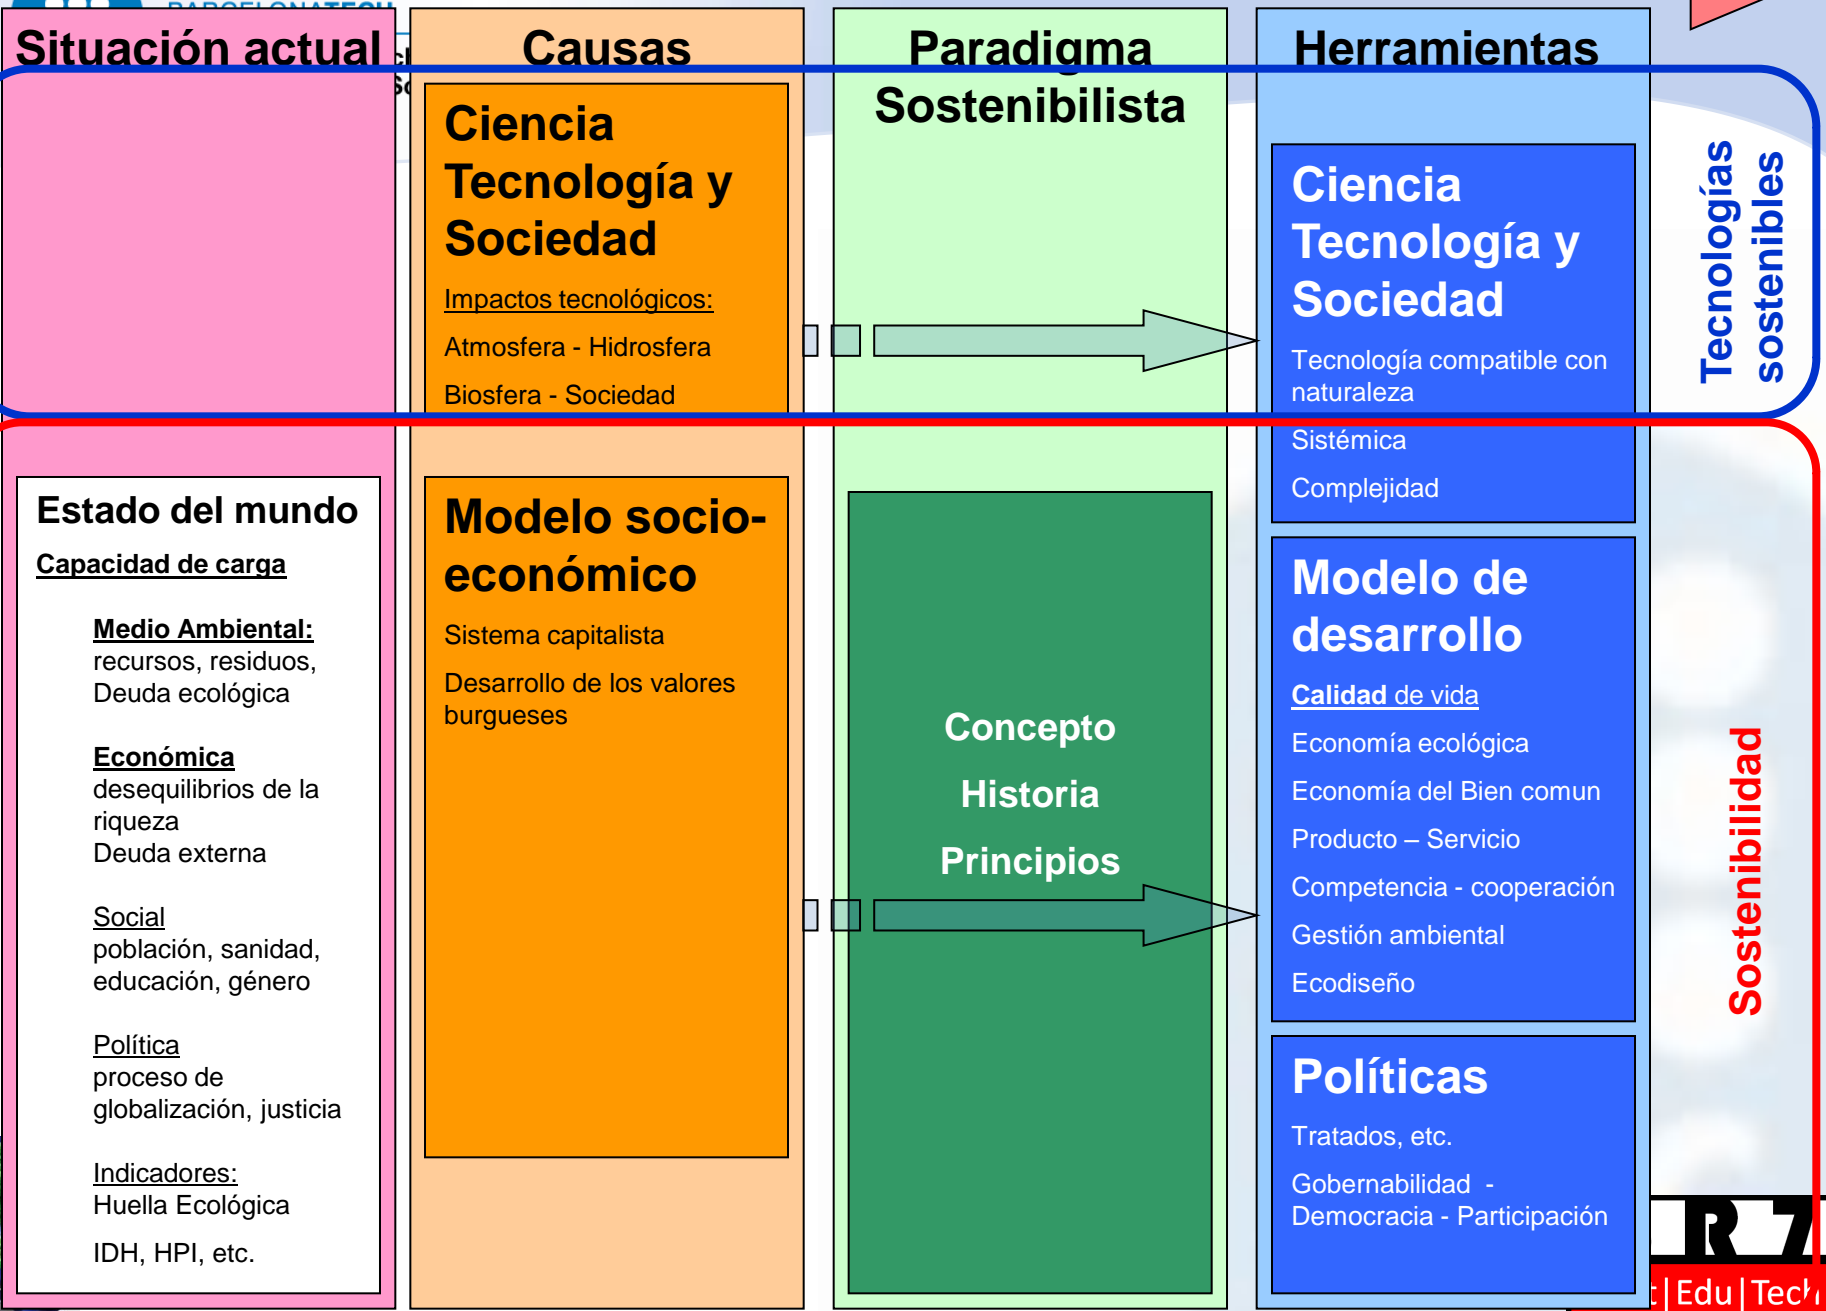 BARCELONATECH
Situación actual
Estado del mundo
Capacidad de carga
Medio Ambiental:
recursos, residuos,
Deuda ecológica
Económica
desequilibrios de la
riqueza
Deuda externa
Social
población, sanidad,
educación, género
Política
proceso de
globalización, justicia
Indicadores:
Huella Ecológica
IDH, HPI, etc.
Causas
Ciencia
Tecnología y
Sociedad
Impactos tecnológicos:
Atmosfera - Hidrosfera
Biosfera - Sociedad
Modelo socio-
económico
Sistema capitalista
Desarrollo de los valores
burgueses
Paradigma
Sostenibilista
Concepto
Historia
Principios
Herramientas
Ciencia
Tecnología y
Sociedad
Tecnología compatible con
naturaleza
Sistémica
Complejidad
Modelo de
desarrollo
Calidad de vida
Economía ecológica
Economía del Bien comun
Producto – Servicio
Competencia - cooperación
Gestión ambiental
Ecodiseño
Políticas
Tratados, etc.
Gobernabilidad -
Democracia - Participación
Tecnologías
sostenibles
Sostenibilidad
R 7
|Edu|Tech